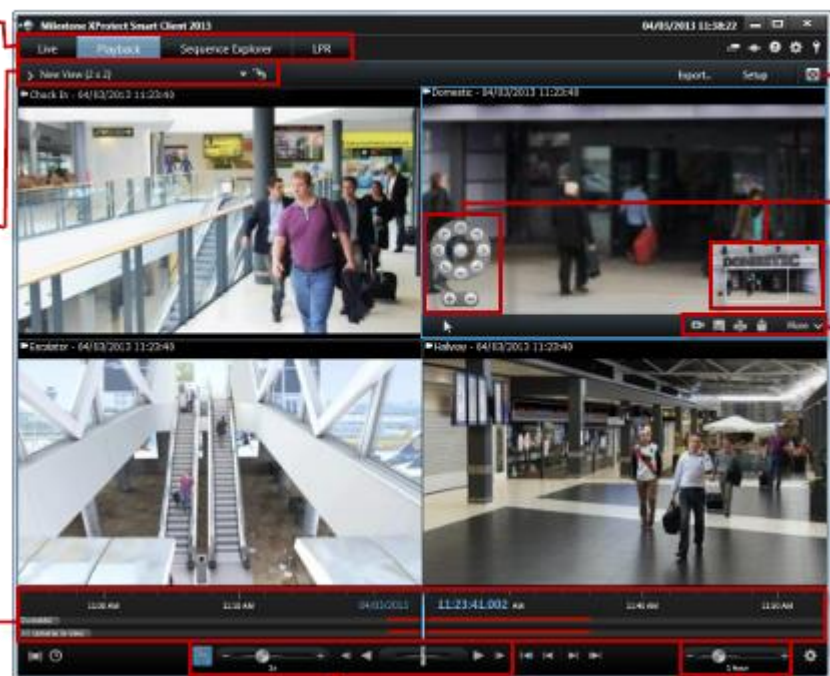 Milestone XProtect Smart Client 2013
04/03/2013 11:38:22
Live Playback Sequence Explorer LPR
New View (2 x 2)
Export... Setup
Check In - 04/03/2013 11:23:40
Domestic - 04/03/2013 11:23:40
DOMESTIC
More
Escalator - 04/03/2013 11:23:40
Hallway - 04/03/2013 11:23:40
11:00 AM 11:10 AM 04/03/2013 11:23:41.002 AM 11:40 AM 11:50 AM
1x
1 Hour